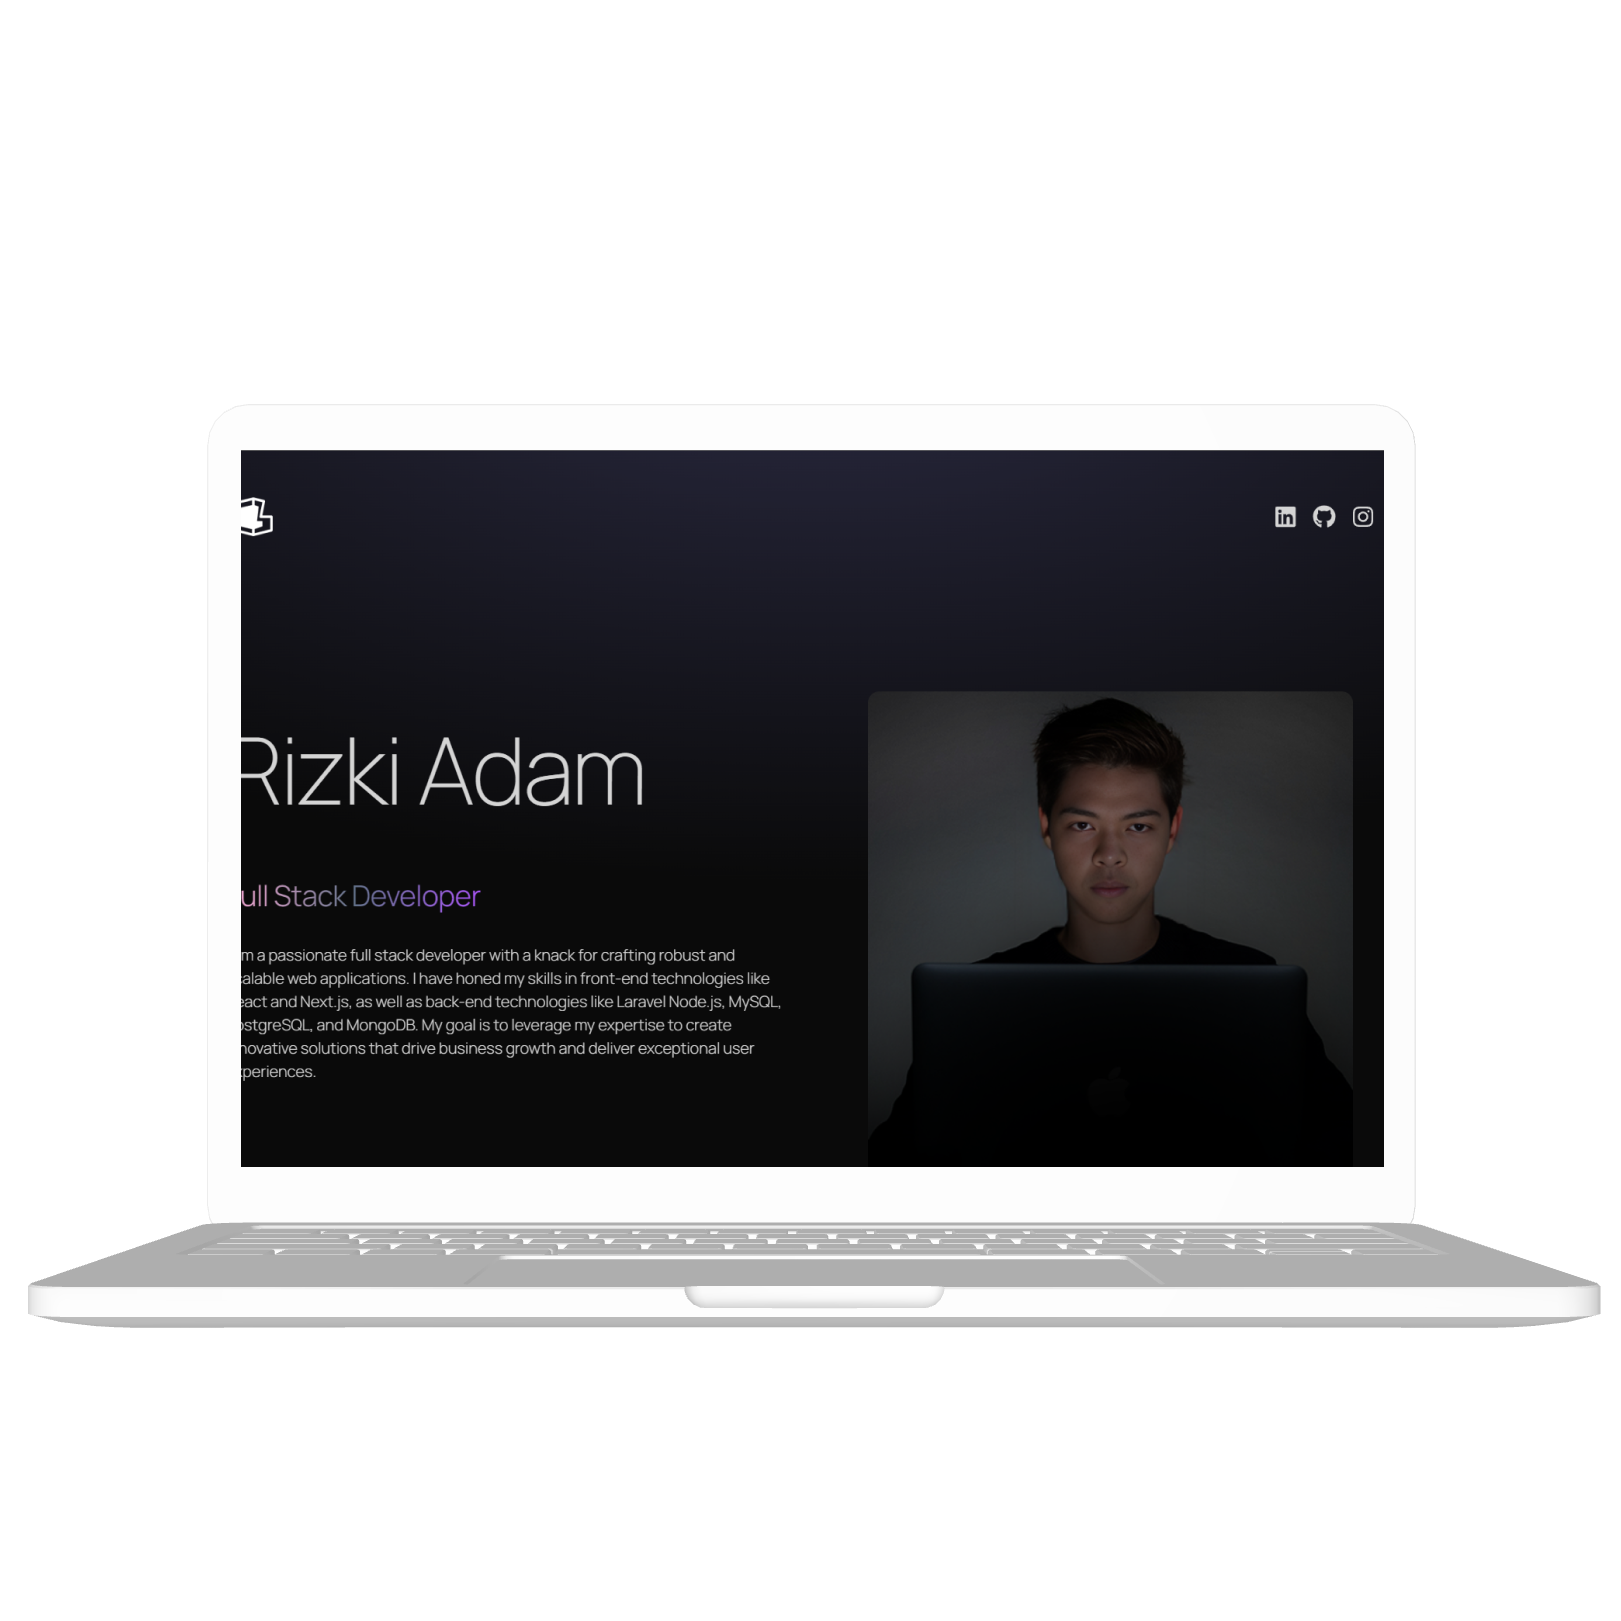 Rizki Adam
ull Stack Developer
m a passionate full stack developer with a knack for crafting robust and
calable web applications. I have honed my skills in front-end technologies like
eact and Next.js, as well as back-end technologies like Laravel Node.js, MySQL,
ostgreSQL, and MongoDB. My goal is to leverage my expertise to create
novative solutions that drive business growth and deliver exceptional user
xperiences.